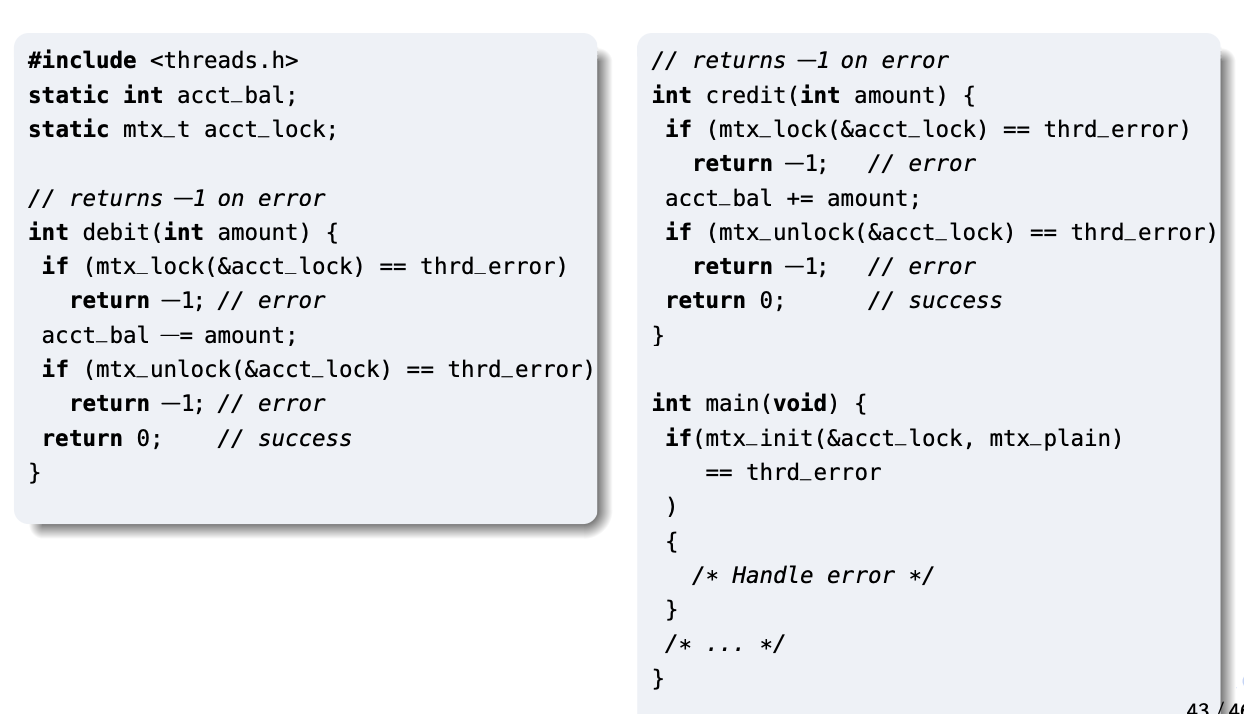 #include <threads.h>
static int acct_bal;
static mtx_t acct_lock;
// returns −1 on error
int debit(int amount) {
 if (mtx_lock(&acct_lock) == thrd_error)
   return −1; // error
 acct_bal −= amount;
 if (mtx_unlock(&acct_lock) == thrd_error)
   return −1; // error
 return 0;    // success
}
// returns −1 on error
int credit(int amount) {
 if (mtx_lock(&acct_lock) == thrd_error)
   return −1;   // error
 acct_bal += amount;
 if (mtx_unlock(&acct_lock) == thrd_error)
   return −1;   // error
 return 0;      // success
}
int main(void) {
 if(mtx_init(&acct_lock, mtx_plain)
    == thrd_error
 )
 {
   /* Handle error */
 }
 /* ... */
}
43 / 46